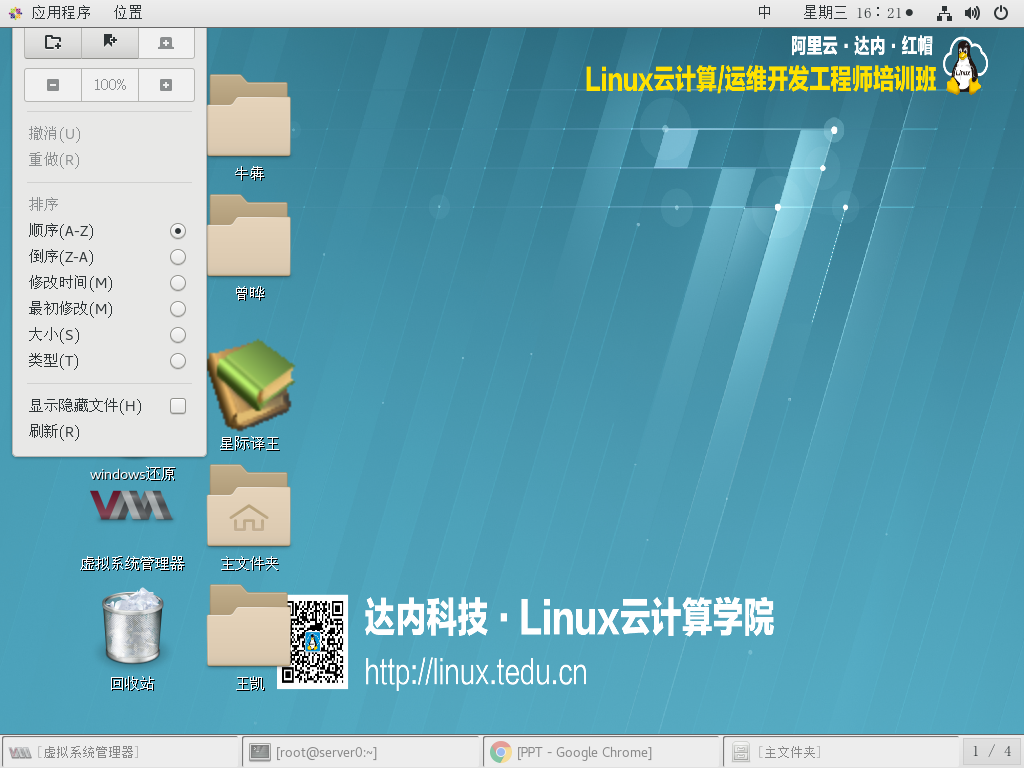 应用程序 位置 中 星期三 16：21●
阿里云·达内·红帽
Linux云计算/运维开发工程师培训班
Linux
100%
撤消(U)
重做(R)
排序
顺序(A-Z)
倒序(Z-A)
修改时间(M)
最初修改(M)
大小(S)
类型(T)
显示隐藏文件(H)
刷新(R)
windows还原
虚拟系统管理器
回收站
牛犇
曾晔
星际译王
主文件夹
王凯
达内科技·Linux云计算学院
http://linux.tedu.cn
VMM [虚拟系统管理器] [root@server0:~] [PPT - Google Chrome] [主文件夹] 1 / 4